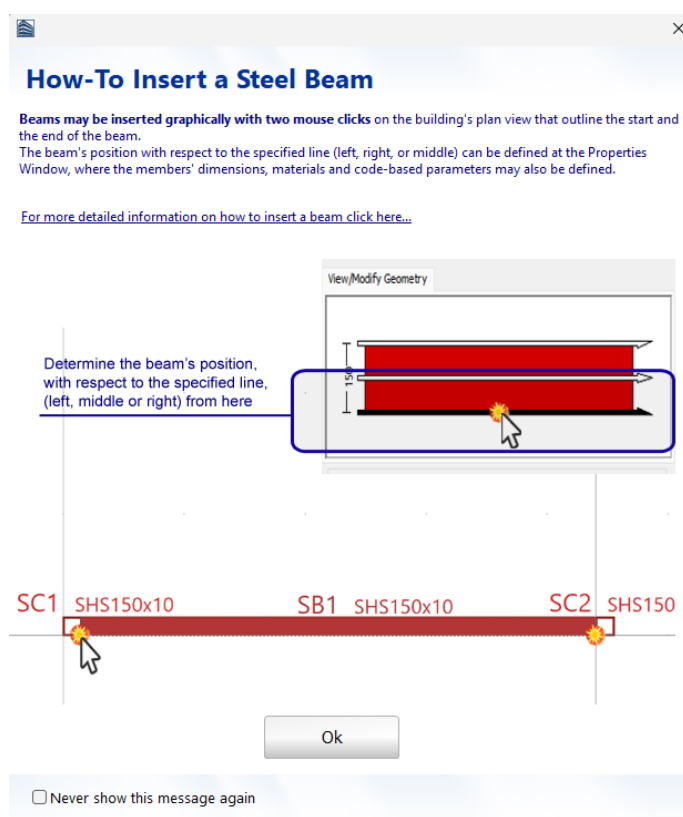 How-To Insert a Steel Beam
Beams may be inserted graphically with two mouse clicks on the building's plan view that outline the start and
the end of the beam.
The beam's position with respect to the specified line (left, right, or middle) can be defined at the Properties
Window, where the members' dimensions, materials and code-based parameters may also be defined.
For more detailed information on how to insert a beam click here...
View/Modify Geometry
150
Determine the beam's position,
with respect to the specified line,
(left, middle or right) from here
SC1 SHS150x10 SB1 SHS150x10 SC2 SHS150
Ok
Never show this message again